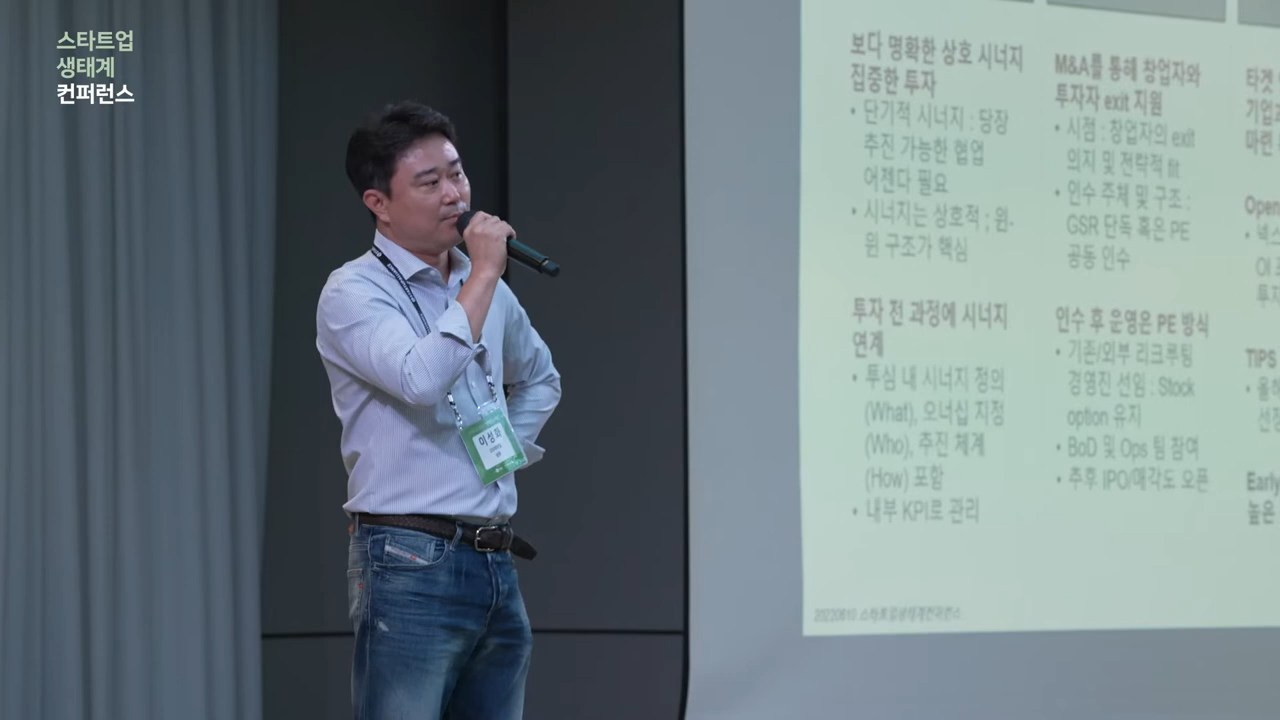 스타트업
생태계
컨퍼런스
보다 명확한 상호 시너지
집중한 투자
• 단기적 시너지 : 당장
추진 가능한 협업
어젠다 필요
• 시너지는 상호적 ; 윈-
윈 구조가 핵심
투자 전 과정에 시너지
연계
• 투심 내 시너지 정의
(What), 오너십 지정
(Who), 추진 체계
(How) 포함
• 내부 KPI로 관리
M&A를 통해 창업자와
투자자 exit 지원
• 시점 : 창업자의 exit
의지 및 전략적 fit
• 인수 주체 및 구조 :
GSR 단독 혹은 PE
공동 인수
인수 후 운영은 PE 방식
• 기존/외부 리크루팅
경영진 선임 : Stock
option 유지
• BoD 및 Ops 팀 참여
• 추후 IPO/매각도 오픈
타겟
마련
Open
TIPS
Early
높은
이성화